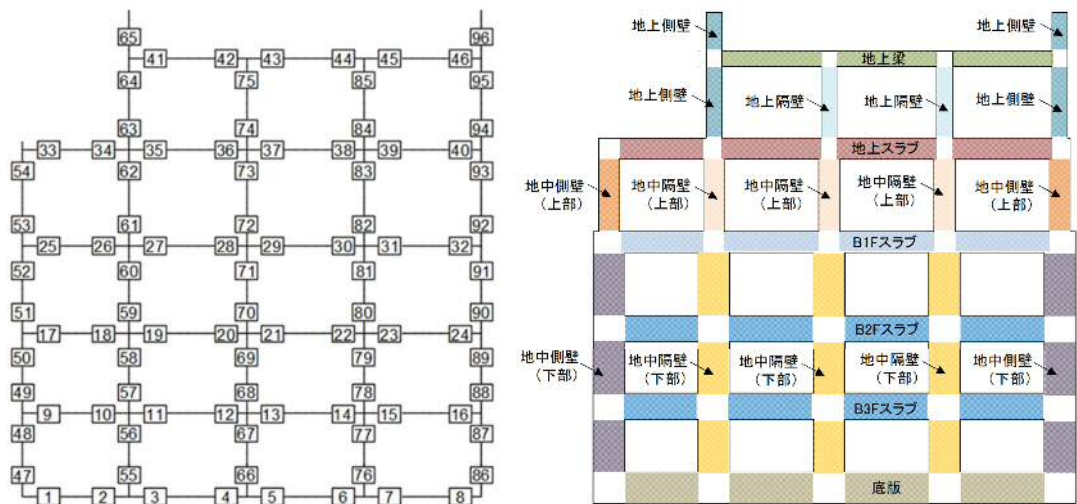 65 96
41 42 43 44 45 46
64 75 85 95
63 74 84 94
33 34 35 36 37 38 39 40
54 62 73 83 93
53 61 72 82 92
25 26 27 28 29 30 31 32
52 60 71 81 91
51 59 70 80 90
17 18 19 20 21 22 23 24
50 58 69 79 89
49 57 68 78 88
9 10 11 12 13 14 15 16
48 56 67 77 87
47 55 66 76 86
1 2 3 4 5 6 7 8
地上側壁
地上側壁
地上梁
地上側壁
地上隔壁
地上隔壁
地上側壁
地上スラブ
地中側壁
(上部)
地中隔壁
(上部)
地中隔壁
(上部)
地中隔壁
(上部)
地中側壁
(上部)
B1Fスラブ
B2Fスラブ
地中側壁
(下部)
地中隔壁
(下部)
地中隔壁
(下部)
地中隔壁
(下部)
地中側壁
(下部)
B3Fスラブ
底版